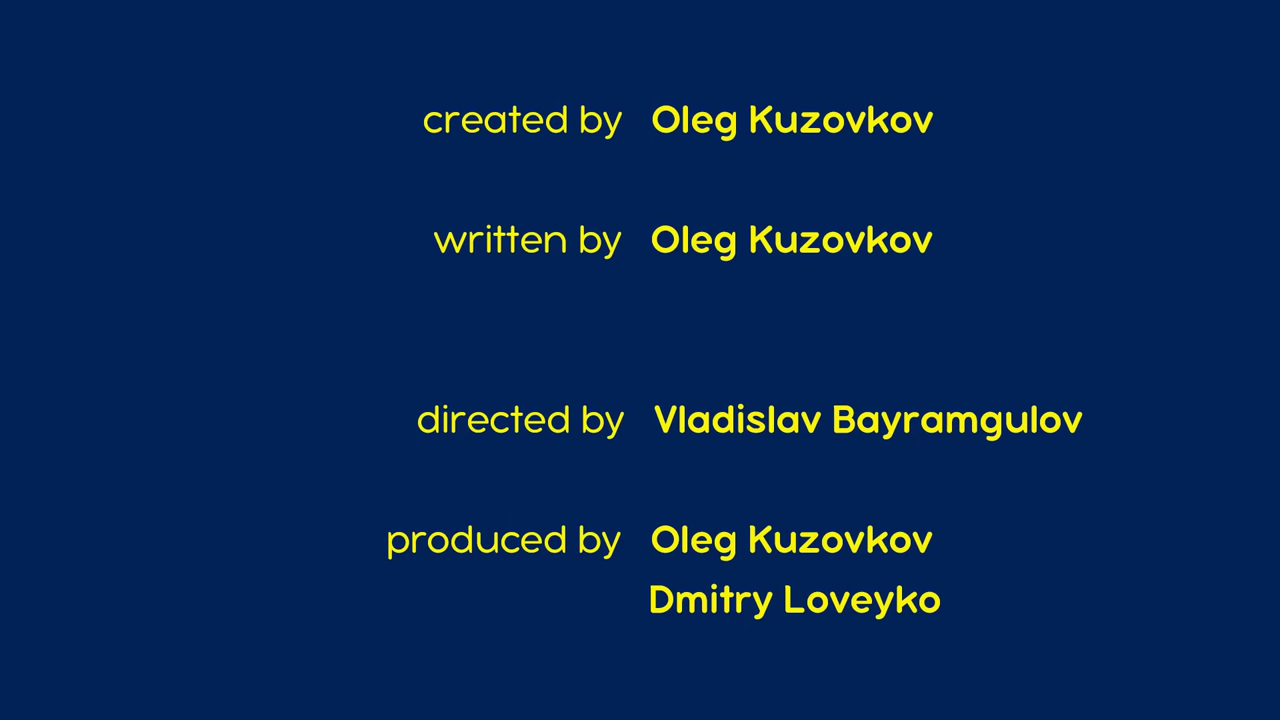 created by Oleg Kuzovkov
written by Oleg Kuzovkov
directed by Vladislav Bayramgulov
produced by Oleg Kuzovkov
Dmitry Loveyko